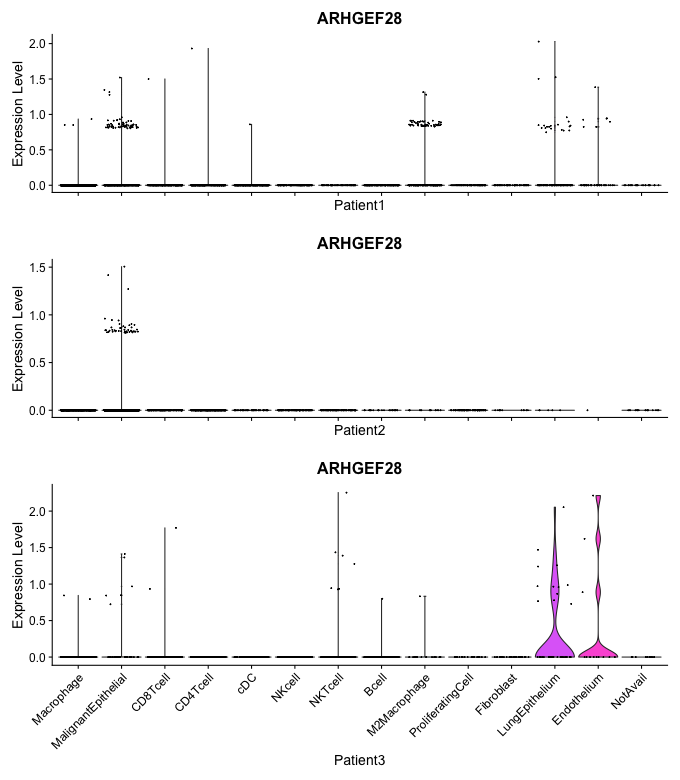 ARHGEF28
Expression Level
2.0
1.5
1.0
0.5
0.0
Patient1
ARHGEF28
Expression Level
1.5
1.0
0.5
0.0
Patient2
ARHGEF28
Expression Level
2.0
1.5
1.0
0.5
0.0
Macrophage
MalignantEpithelial
CD8Tcell
CD4Tcell
cDC
NKcell
NKTcell
Bcell
M2Macrophage
ProliferatingCell
Fibroblast
LungEpithelium
Endothelium
NotAvail
Patient3